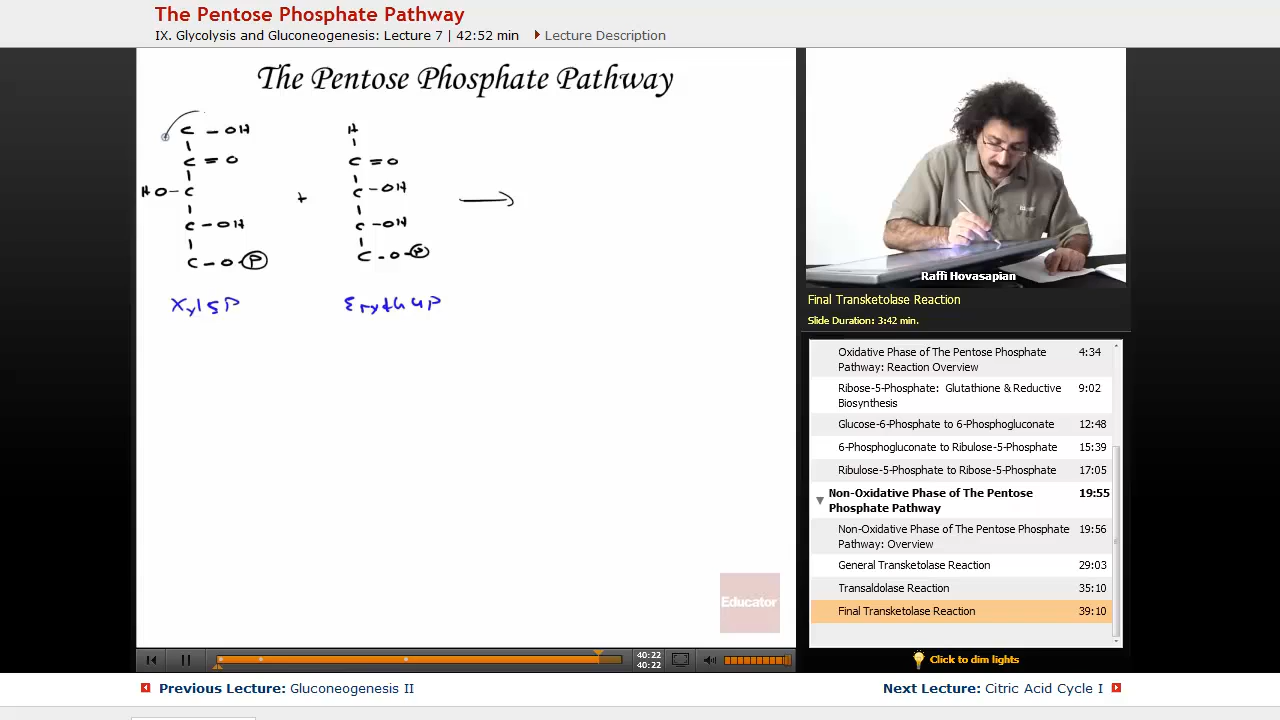 The Pentose Phosphate Pathway
IX. Glycolysis and Gluconeogenesis: Lecture 7 | 42:52 min Lecture Description
The Pentose Phosphate Pathway
C - OH H
C = O C = O
HO - C C - OH
+
C - OH C - OH
C - O - P C - O - P
Xyl 5 P Eryth 4 P
Educator
Raffi Hovasapian
Final Transketolase Reaction
Slide Duration: 3:42 min.
Oxidative Phase of The Pentose Phosphate 4:34
Pathway: Reaction Overview
Ribose-5-Phosphate: Glutathione & Reductive 9:02
Biosynthesis
Glucose-6-Phosphate to 6-Phosphogluconate 12:48
6-Phosphogluconate to Ribulose-5-Phosphate 15:39
Ribulose-5-Phosphate to Ribose-5-Phosphate 17:05
Non-Oxidative Phase of The Pentose 19:55
Phosphate Pathway
Non-Oxidative Phase of The Pentose Phosphate 19:56
Pathway: Overview
General Transketolase Reaction 29:03
Transaldolase Reaction 35:10
Final Transketolase Reaction 39:10
40:22
40:22
Click to dim lights
Previous Lecture: Gluconeogenesis II Next Lecture: Citric Acid Cycle I